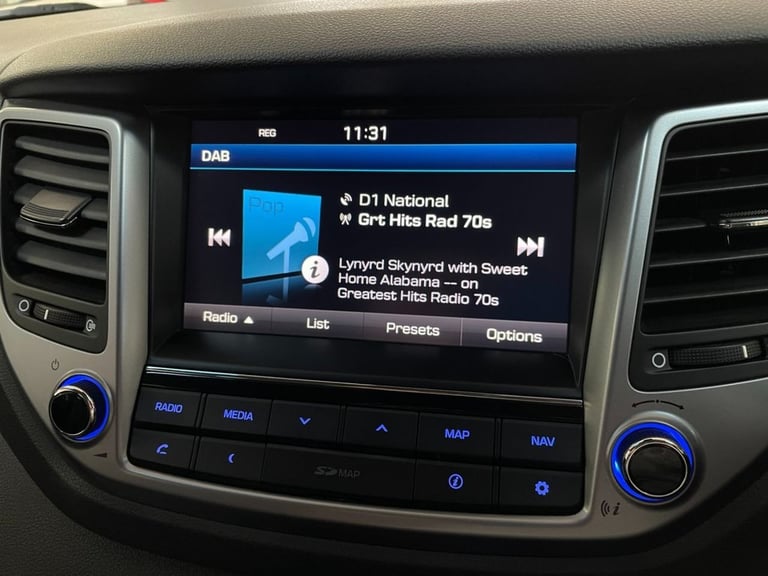 REG 11:31
DAB
Pop
D1 National
Grt Hits Rad 70s
i
Lynyrd Skynyrd with Sweet
Home Alabama -- on
Greatest Hits Radio 70s
Radio List Presets Options
RADIO MEDIA MAP NAV
SD MAP i
i